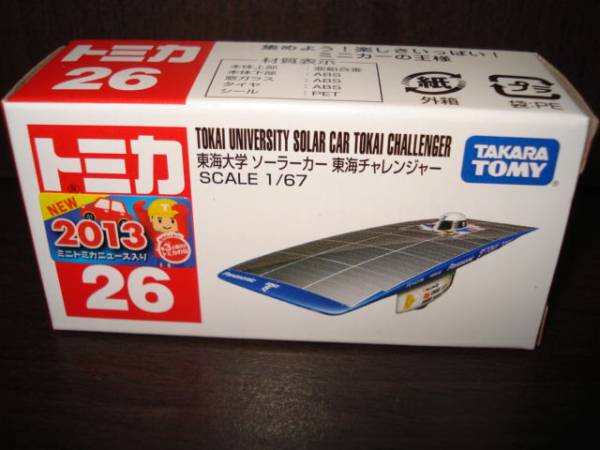 トミカ
26
集めよう!楽しさいっぱい!
ミニカーの王様
材質表示
本体上部:亜鉛合金
本体下部:ABS
窓ガラス:ABS
タイヤ:ABS
シール:PET
紙
外箱
プラ
袋:PE
トミカ
TOKAI UNIVERSITY SOLAR CAR TOKAI CHALLENGER
東海大学 ソーラーカー 東海チャレンジャー
SCALE 1/67
TAKARA
TOMY
NEW
2013
ミニトミカニュース入り
26
Panasonic